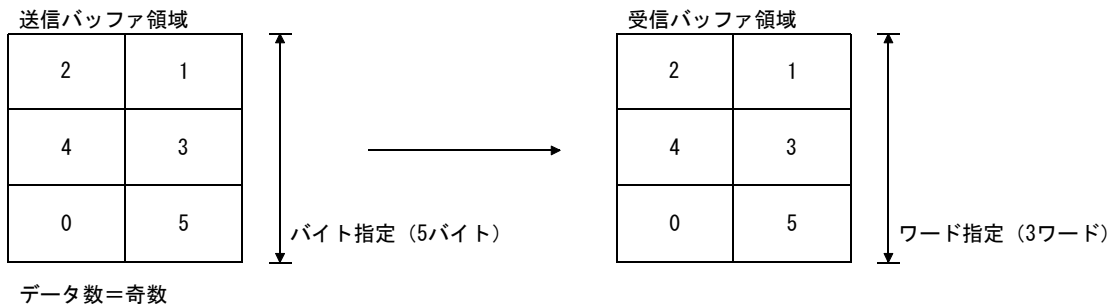 送信バッファ領域
2 1
4 3
0 5
バイト指定（5バイト）
データ数＝奇数
受信バッファ領域
2 1
4 3
0 5
ワード指定（3ワード）